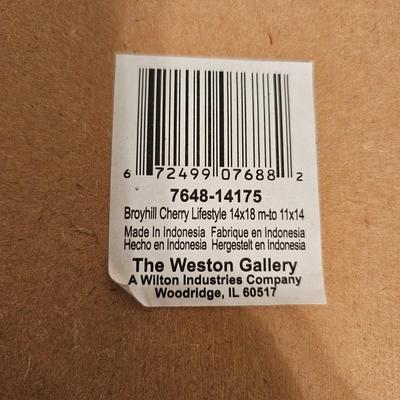 6 72499 07688 2
7648-14175
Broyhill Cherry Lifestyle 14x18 m-to 11x14
Made In Indonesia Fabrique en Indonesia
Hecho en Indonesia Hergestelt en Indonesia
The Weston Gallery
A Wilton Industries Company
Woodridge, IL 60517